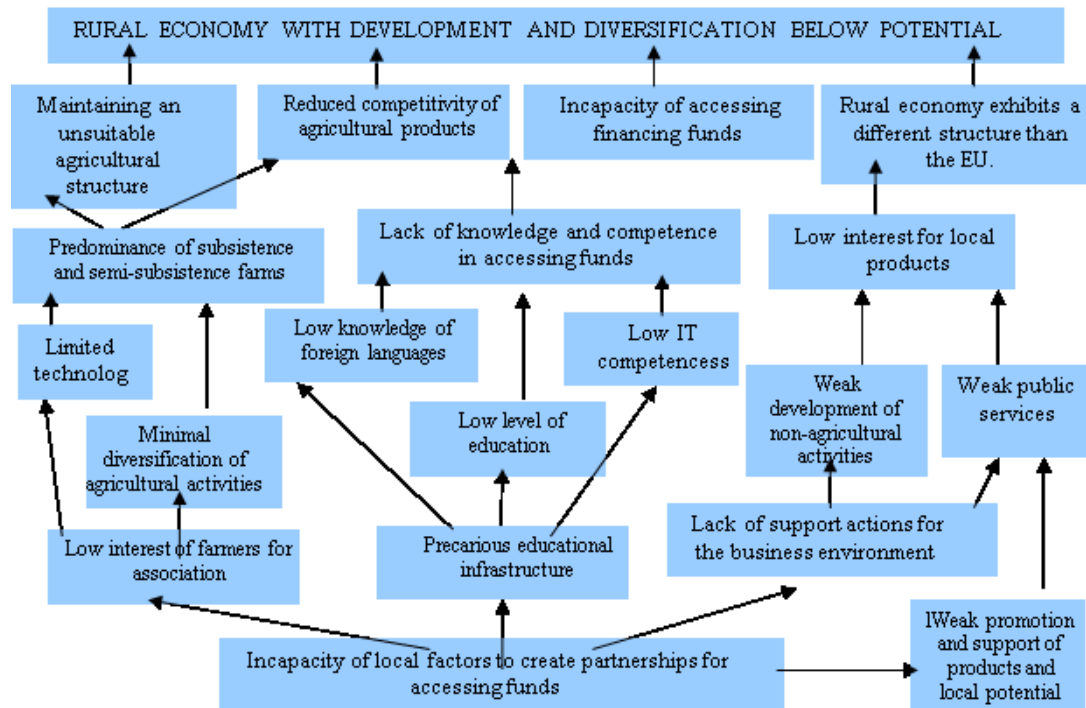 RURAL ECONOMY WITH DEVELOPMENT AND DIVERSIFICATION BELOW POTENTIAL
Maintaining an
unsuitable
agricultural
structure
Reduced competitivity of
agricultural products
Incapacity of accessing
financing funds
Rural economy exhibits a
different structure than
the EU.
Predominance of subsistence
and semi-subsistence farms
Lack of knowledge and competence
in accessing funds
Low interest for local
products
Limited
technolog
Low knowledge of
foreign languages
Low IT
competencess
Minimal
diversification of
agricultural activities
Low level of
education
Weak
development of
non-agricultural
activities
Weak public
services
Low interest of farmers for
association
Precarious educational
infrastructure
Lack of support actions for
the business environment
Incapacity of local factors to create partnerships for
accessing funds
lWeak promotion
and support of
products and
local potential